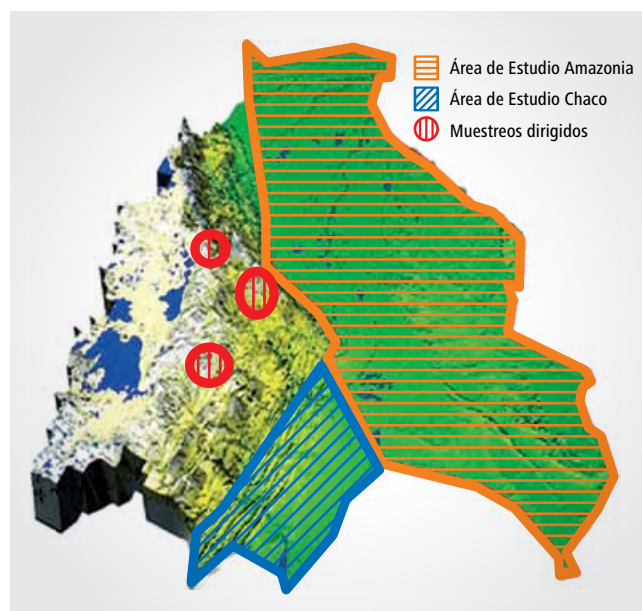 Área de Estudio Amazonia
Área de Estudio Chaco
Muestreos dirigidos